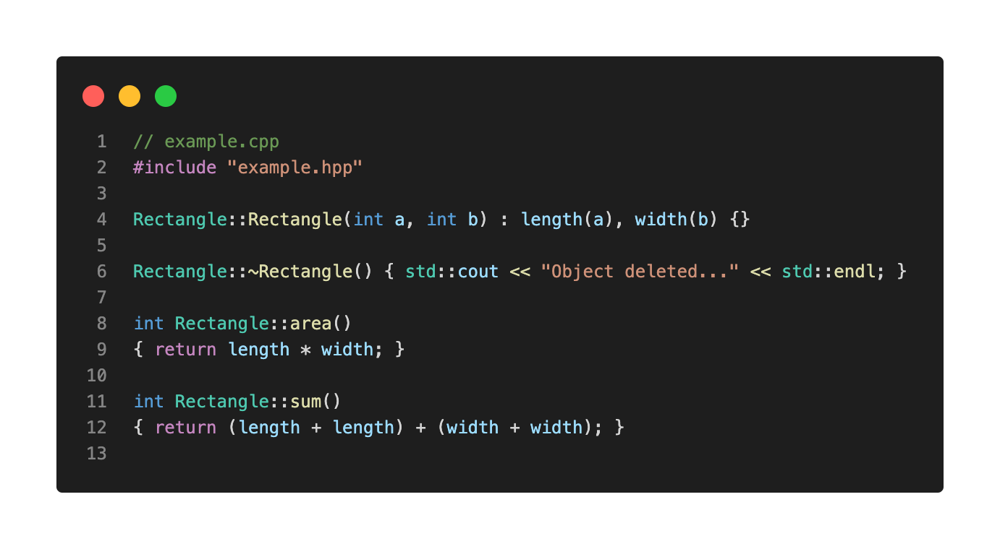 1 // example.cpp
2 #include "example.hpp"
3
4 Rectangle::Rectangle(int a, int b) : length(a), width(b) {}
5
6 Rectangle::~Rectangle() { std::cout << "Object deleted..." << std::endl; }
7
8 int Rectangle::area()
9 { return length * width; }
10
11 int Rectangle::sum()
12 { return (length + length) + (width + width); }
13